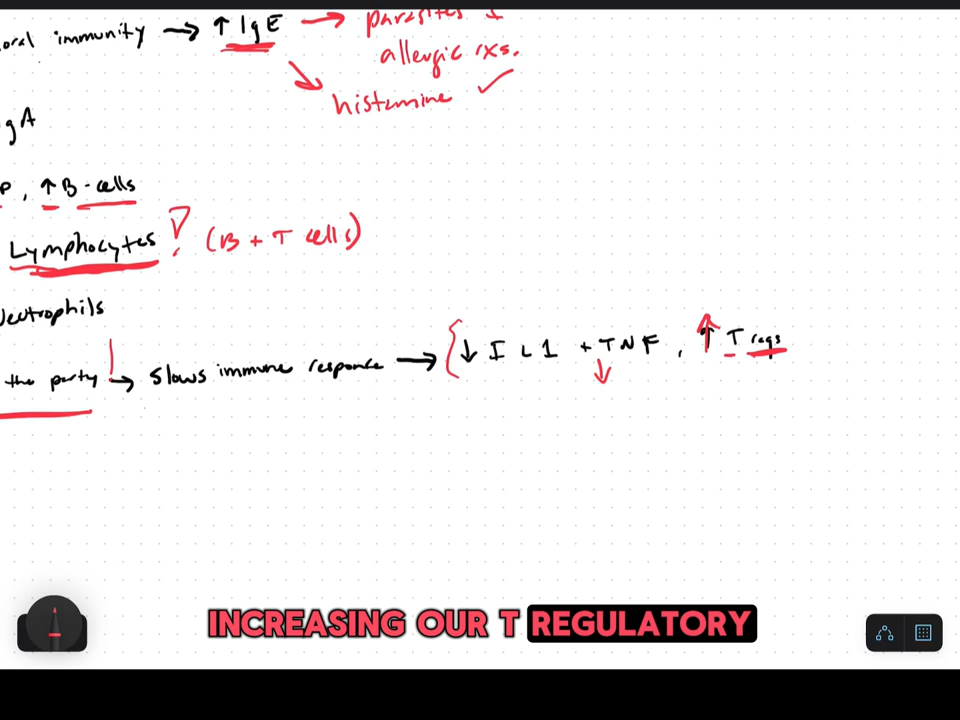 oral immunity → ↑ IgE → parasites +
allergic rxs.
histamine ✓
gA
P, ↑ B-cells
Lymphocytes! (B + T cells)
leutrophils
the party! → Slows immune response → { ↓ IL1 + TNF ↓, ↑ T regs
INCREASING OUR T REGULATORY